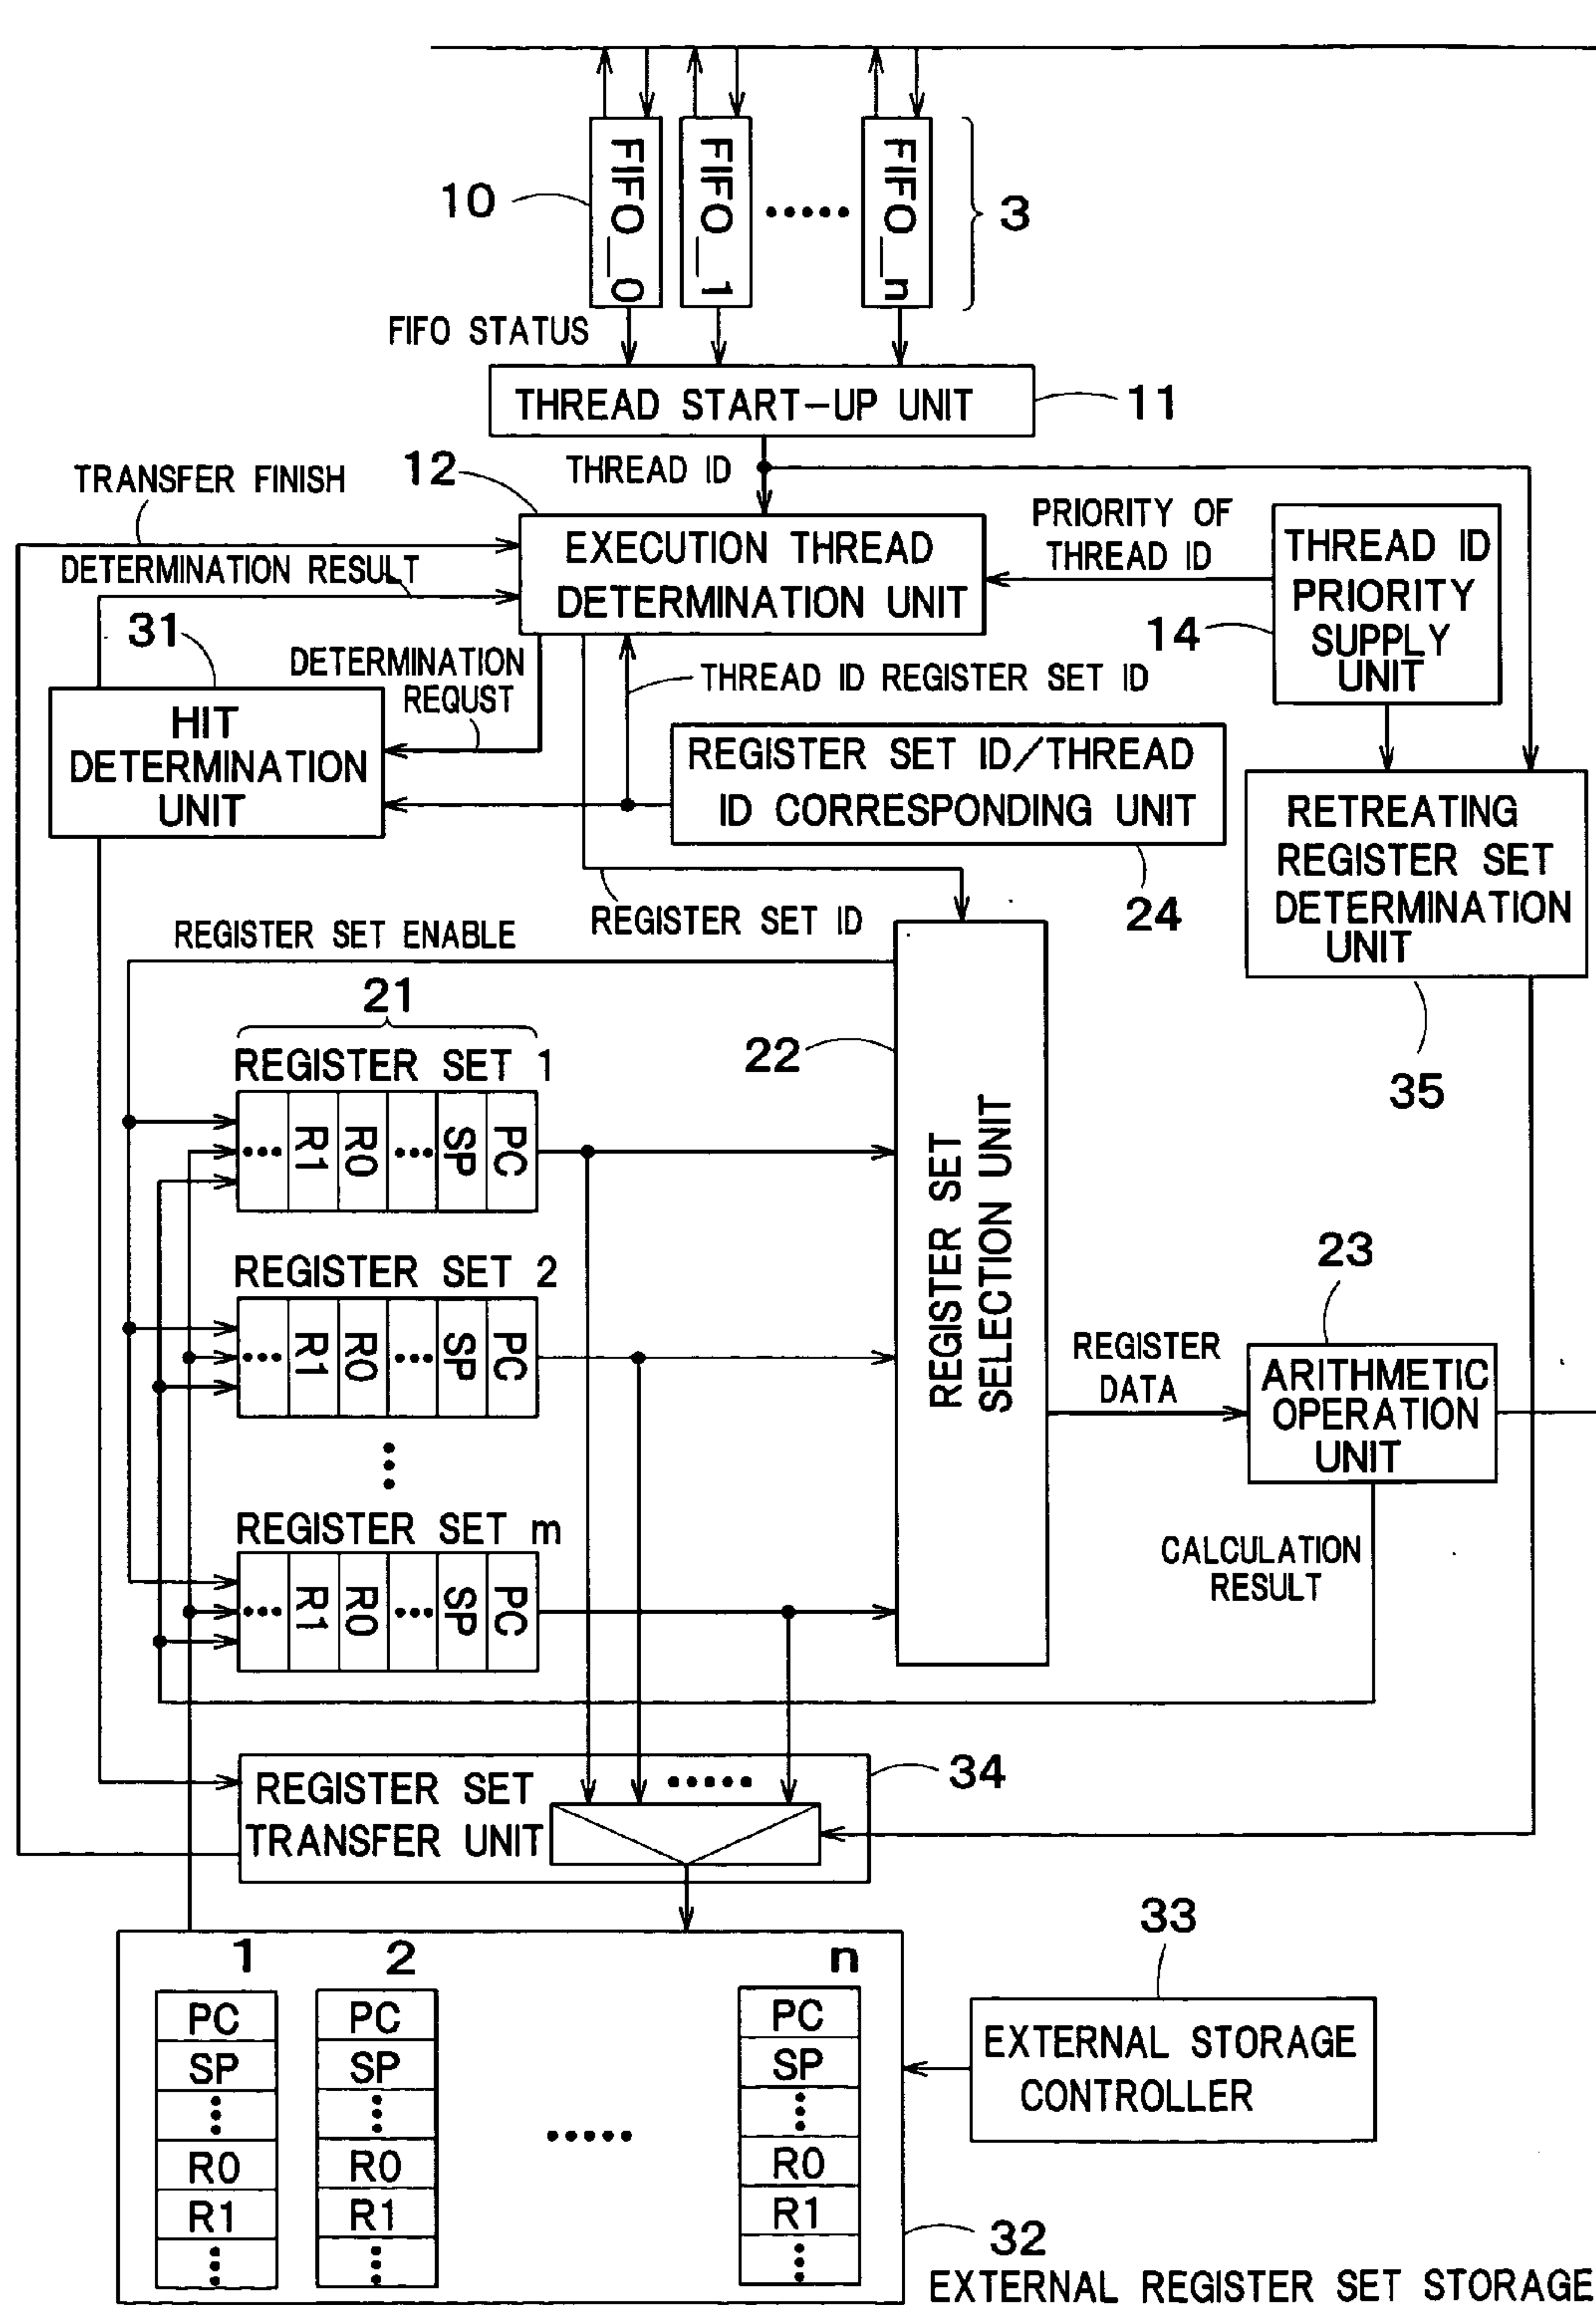 FIFO_0
FIFO_1
FIFO_n
10
3
FIFO STATUS
THREAD START-UP UNIT
11
THREAD ID
12
TRANSFER FINISH
EXECUTION THREAD
DETERMINATION UNIT
PRIORITY OF
THREAD ID
THREAD ID
PRIORITY
SUPPLY
UNIT
14
DETERMINATION RESULT
31
DETERMINATION
REQUST
THREAD ID REGISTER SET ID
HIT
DETERMINATION
UNIT
REGISTER SET ID/THREAD
ID CORRESPONDING UNIT
24
RETREATING
REGISTER SET
DETERMINATION
UNIT
35
REGISTER SET ID
REGISTER SET ENABLE
21
22
REGISTER SET 1
... R1 R0 ... SP PC
REGISTER SET 2
... R1 R0 ... SP PC
REGISTER SET m
... R1 R0 ... SP PC
REGISTER SET
SELECTION UNIT
REGISTER
DATA
23
ARITHMETIC
OPERATION
UNIT
CALCULATION
RESULT
REGISTER SET
TRANSFER UNIT
34
1
PC
SP
R0
R1
2
PC
SP
R0
R1
n
PC
SP
R0
R1
33
EXTERNAL STORAGE
CONTROLLER
32
EXTERNAL REGISTER SET STORAGE